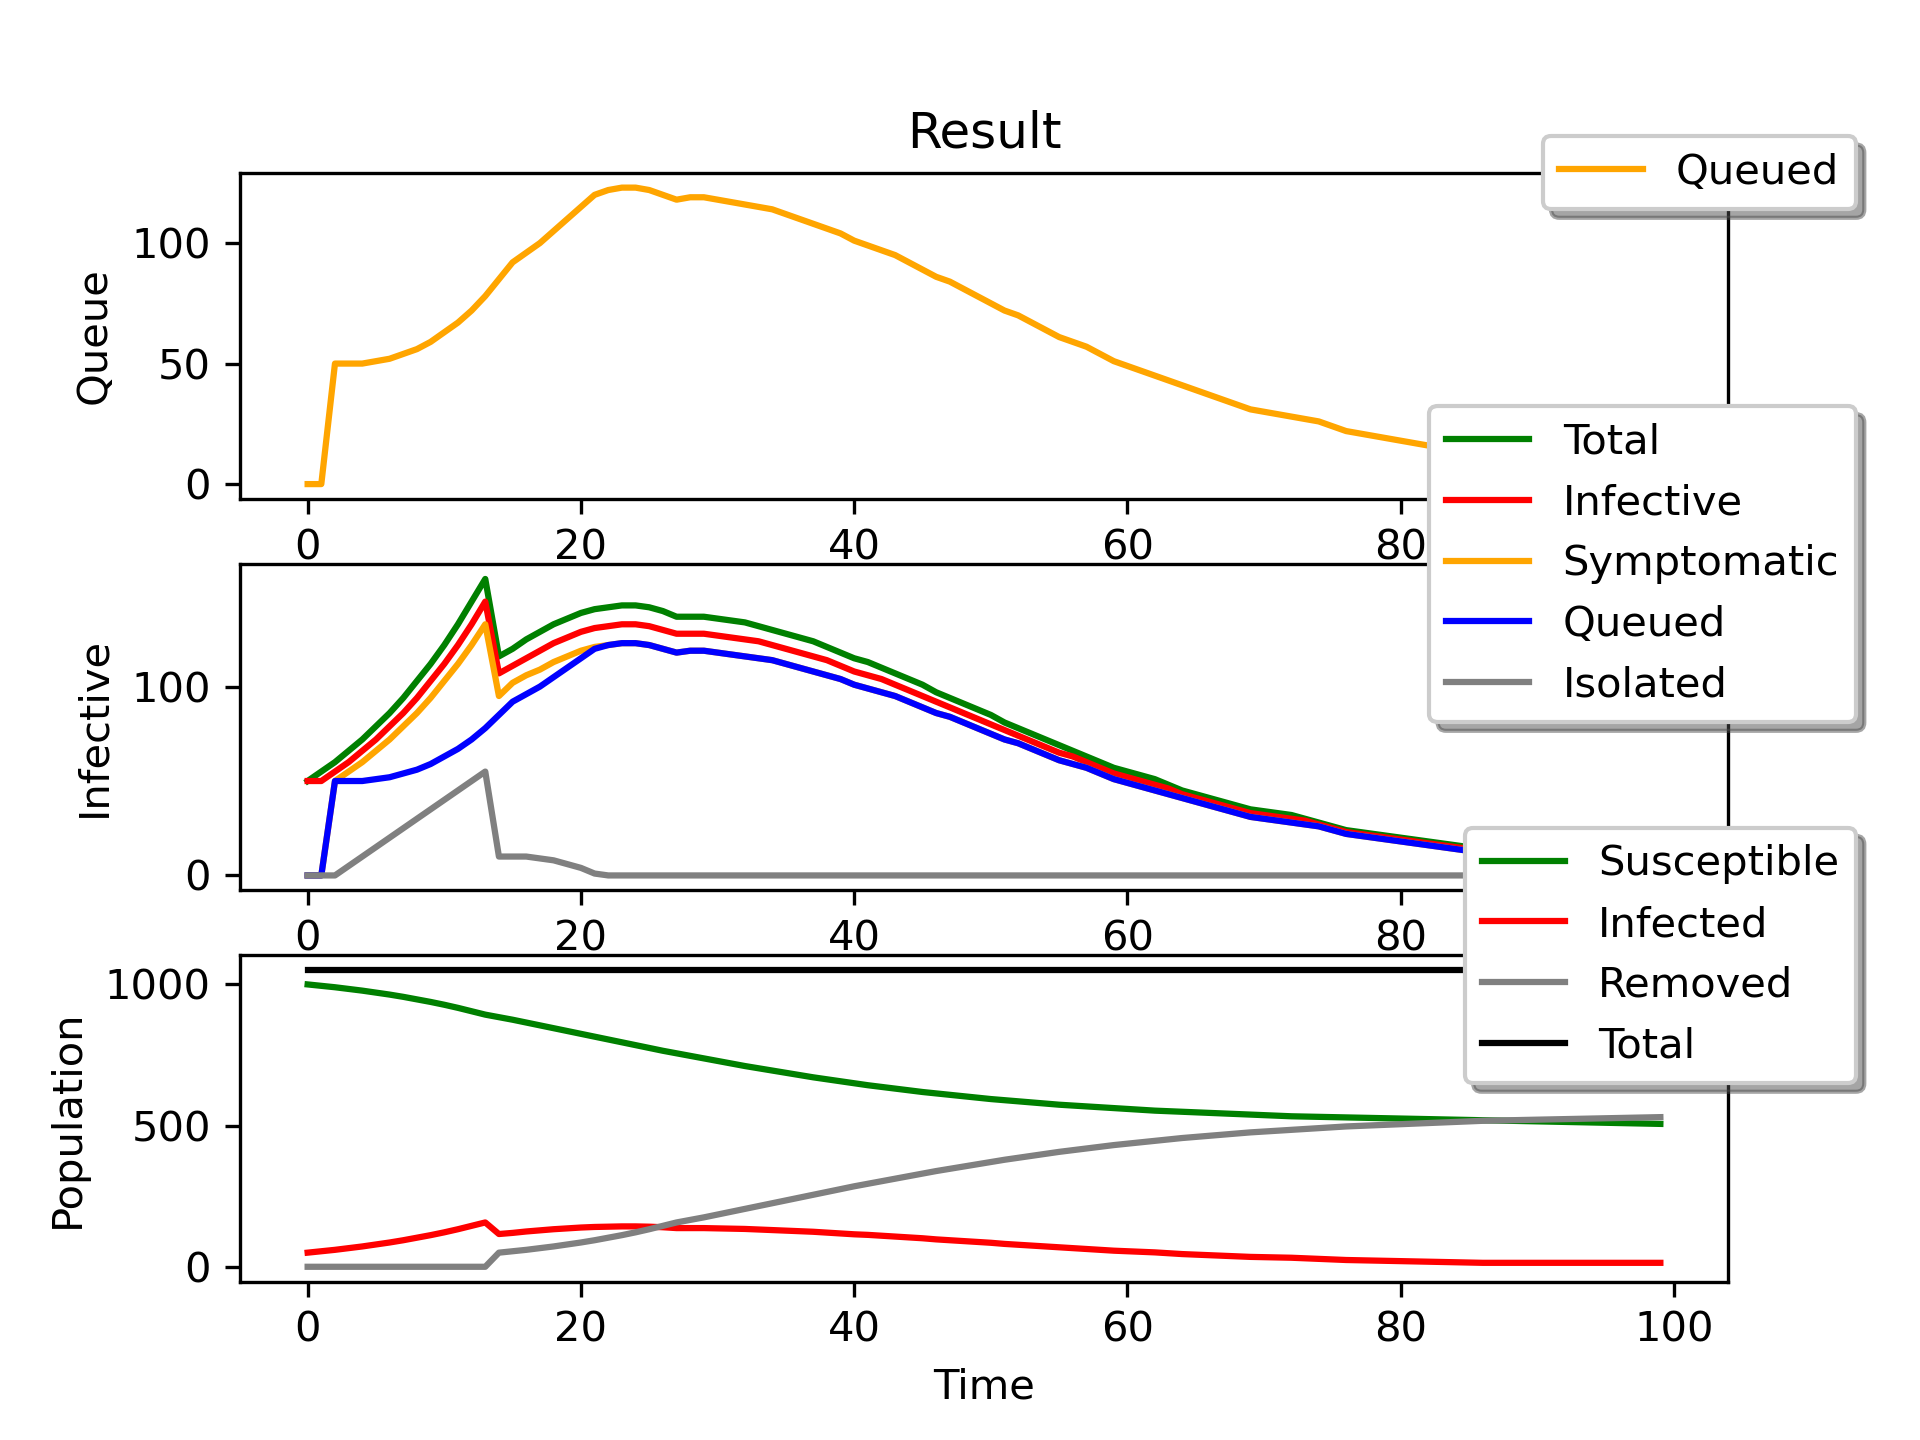 Result
Queued
Queue
100
50
0
0 20 40 60 80
Total
Infective
Symptomatic
Queued
Isolated
Infective
100
0
0 20 40 60 80
Susceptible
Infected
Removed
Total
Population
1000
500
0
0 20 40 60 80 100
Time